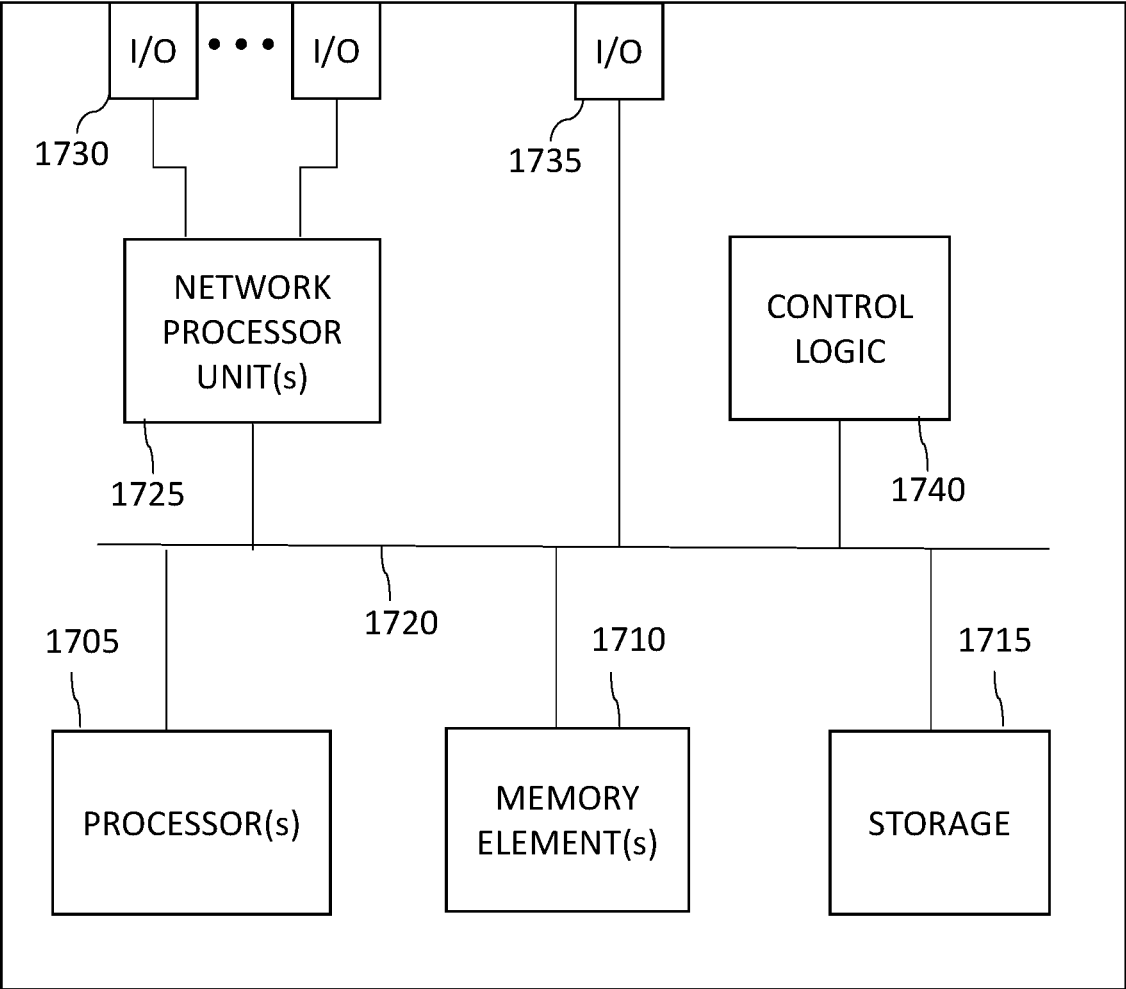 I/O
I/O
I/O
1730
1735
NETWORK
PROCESSOR
UNIT(s)
CONTROL
LOGIC
1725
1740
1720
1705
1710
1715
PROCESSOR(s)
MEMORY
ELEMENT(s)
STORAGE